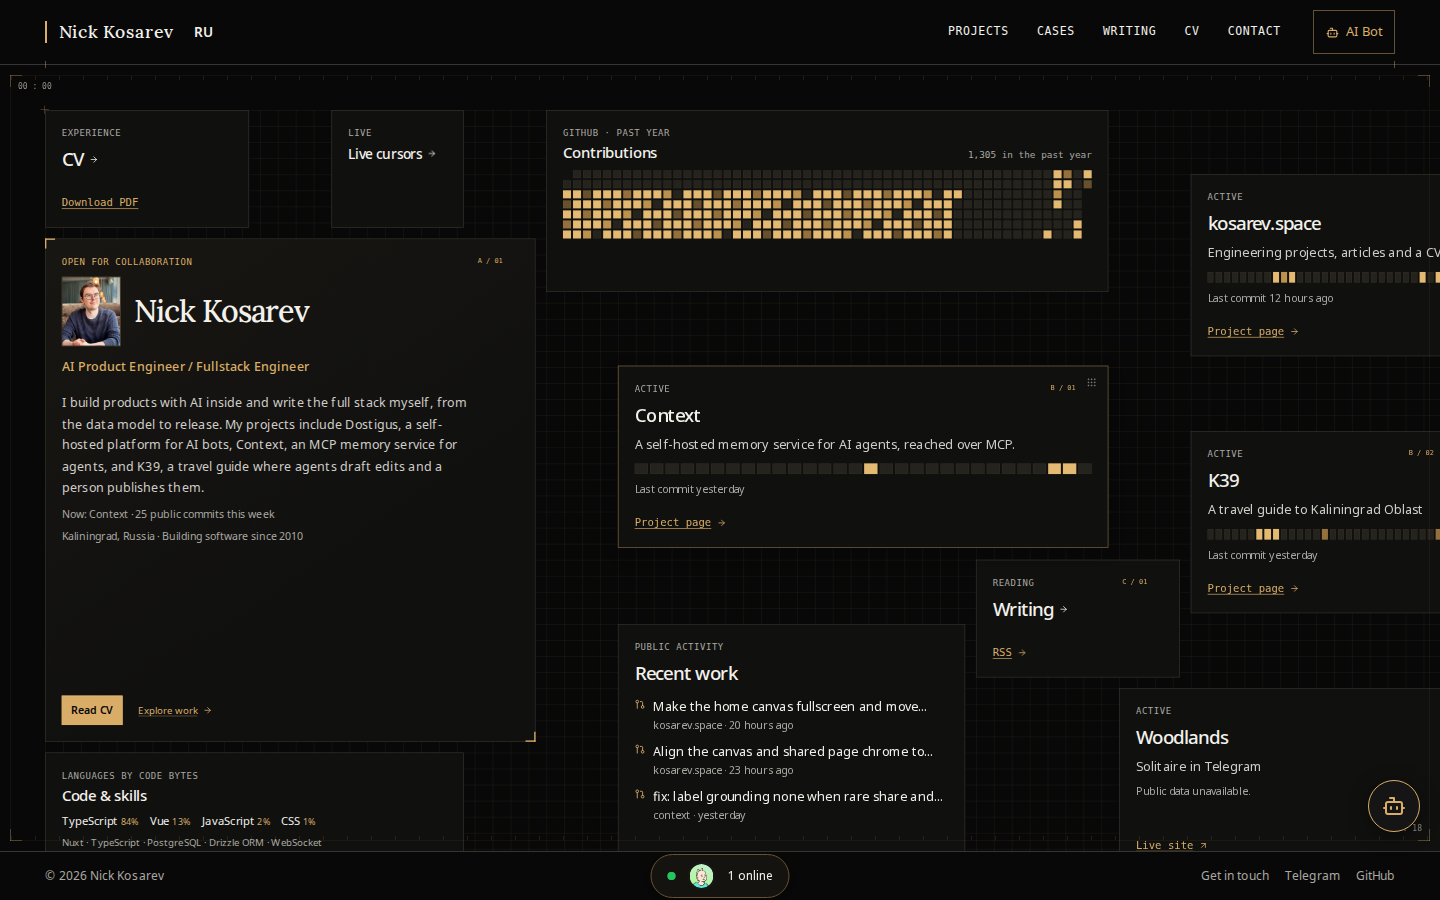 Nick Kosarev RU
PROJECTS CASES WRITING CV CONTACT AI Bot
00 : 00
EXPERIENCE
CV →
Download PDF
LIVE
Live cursors →
GITHUB · PAST YEAR
Contributions
1,305 in the past year
ACTIVE
kosarev.space
Engineering projects, articles and a CV
Last commit 12 hours ago
Project page →
OPEN FOR COLLABORATION
A / 01
Nick Kosarev
AI Product Engineer / Fullstack Engineer
I build products with AI inside and write the full stack myself, from
the data model to release. My projects include Dostigus, a self-
hosted platform for AI bots, Context, an MCP memory service for
agents, and K39, a travel guide where agents draft edits and a
person publishes them.
Now: Context · 25 public commits this week
Kaliningrad, Russia · Building software since 2010
Read CV
Explore work →
ACTIVE
B / 01
Context
A self-hosted memory service for AI agents, reached over MCP.
Last commit yesterday
Project page →
ACTIVE
B / 02
K39
A travel guide to Kaliningrad Oblast
Last commit yesterday
Project page →
READING
C / 01
Writing →
RSS →
PUBLIC ACTIVITY
Recent work
Make the home canvas fullscreen and move...
kosarev.space · 20 hours ago
Align the canvas and shared page chrome to...
kosarev.space · 23 hours ago
fix: label grounding none when rare share and...
context · yesterday
ACTIVE
Woodlands
Solitaire in Telegram
Public data unavailable.
Live site ↗
18
LANGUAGES BY CODE BYTES
Code & skills
TypeScript 84% Vue 13% JavaScript 2% CSS 1%
Nuxt · TypeScript · PostgreSQL · Drizzle ORM · WebSocket
© 2026 Nick Kosarev
1 online
Get in touch Telegram GitHub